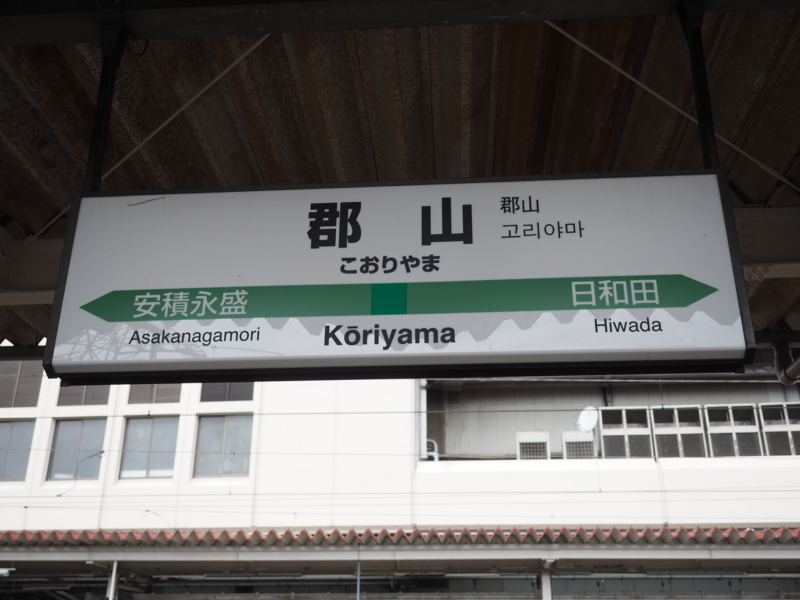 郡山
郡山
고리야마
こおりやま
安積永盛
日和田
Asakanagamori
Kōriyama
Hiwada